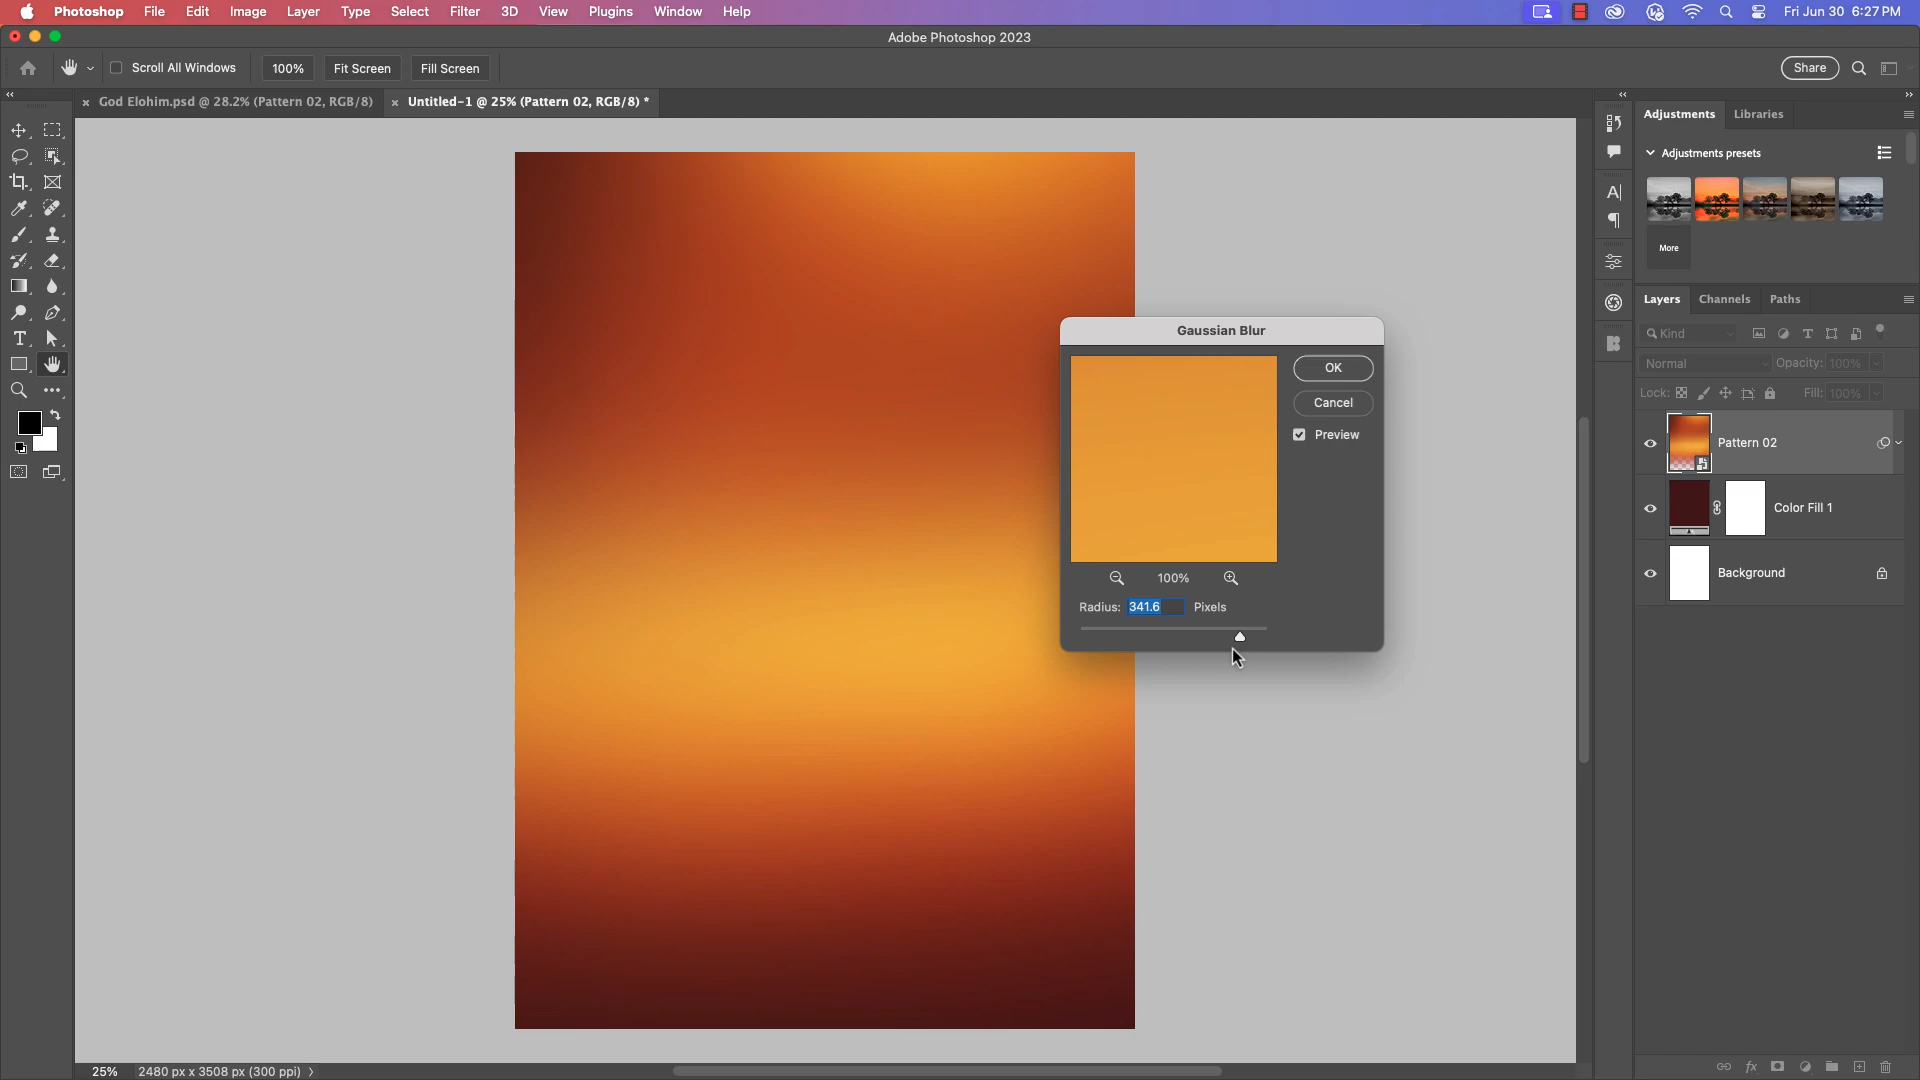 Photoshop File Edit Image Layer Type Select Filter 3D View Plugins Window Help Fri Jun 30 6:27 PM
Adobe Photoshop 2023
Scroll All Windows 100% Fit Screen Fill Screen Share
God Elohim.psd @ 28.2% (Pattern 02, RGB/8) Untitled-1 @ 25% (Pattern 02, RGB/8) *
Adjustments Libraries
Adjustments presets
More
Layers Channels Paths
Kind
Normal Opacity: 100%
Lock: Fill: 100%
Pattern 02
Color Fill 1
Background
Gaussian Blur
OK
Cancel
Preview
100%
Radius: 341.6 Pixels
25% 2480 px x 3508 px (300 ppi)